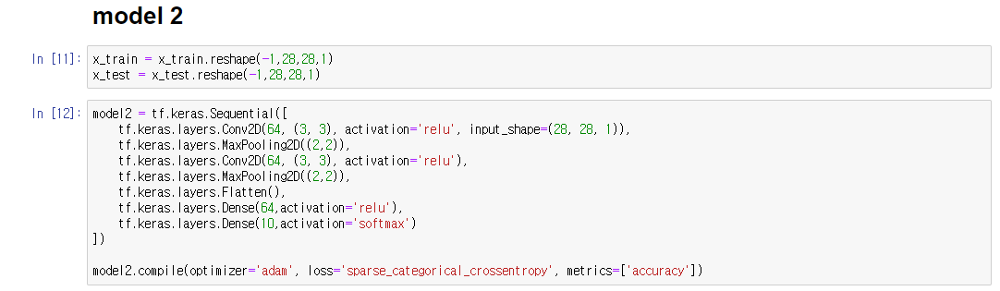 model 2
In [11]:
x_train = x_train.reshape(-1,28,28,1)
x_test = x_test.reshape(-1,28,28,1)
In [12]:
model2 = tf.keras.Sequential([
    tf.keras.layers.Conv2D(64, (3, 3), activation='relu', input_shape=(28, 28, 1)),
    tf.keras.layers.MaxPooling2D((2,2)),
    tf.keras.layers.Conv2D(64, (3, 3), activation='relu'),
    tf.keras.layers.MaxPooling2D((2,2)),
    tf.keras.layers.Flatten(),
    tf.keras.layers.Dense(64,activation='relu'),
    tf.keras.layers.Dense(10,activation='softmax')
])
model2.compile(optimizer='adam', loss='sparse_categorical_crossentropy', metrics=['accuracy'])